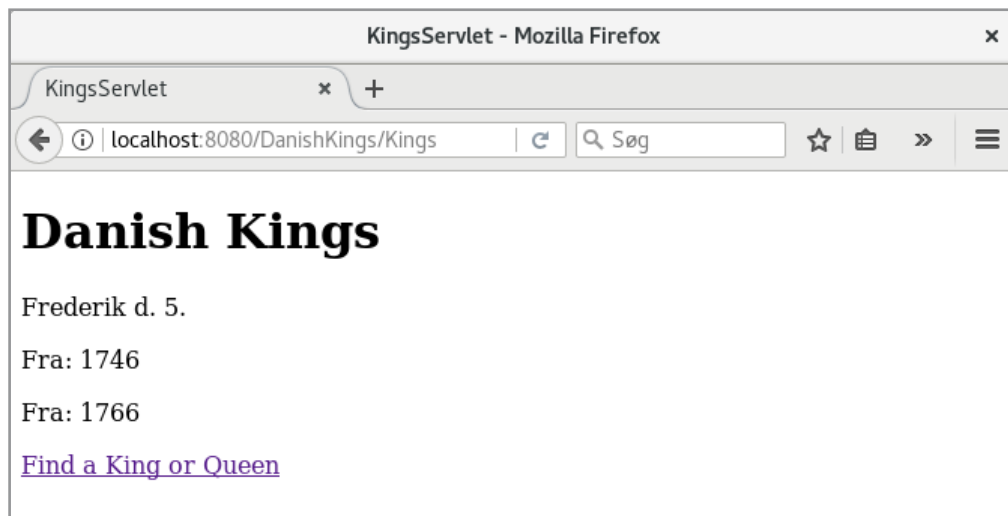 KingsServlet - Mozilla Firefox
KingsServlet
localhost:8080/DanishKings/Kings
Søg
Danish Kings
Frederik d. 5.
Fra: 1746
Fra: 1766
Find a King or Queen